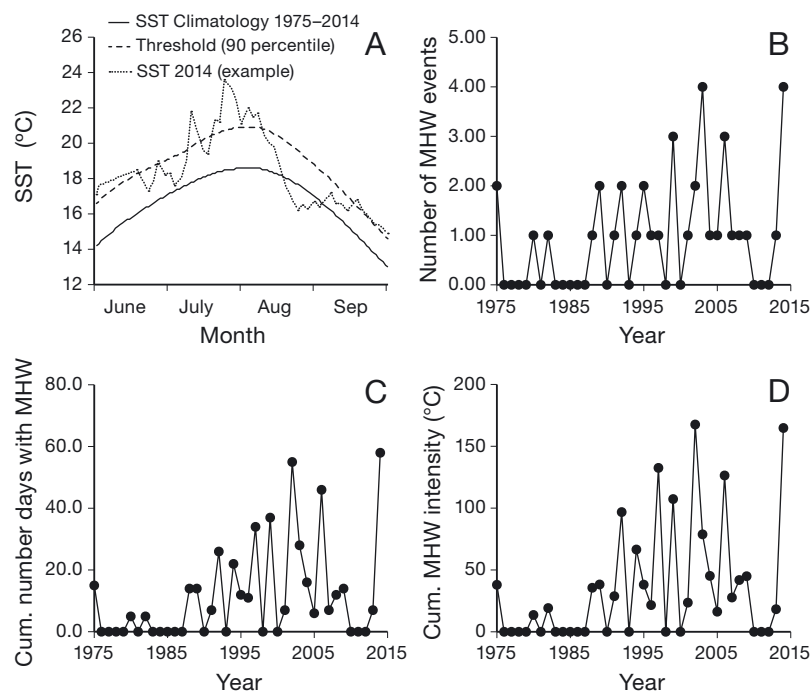 SST Climatology 1975–2014
Threshold (90 percentile)
SST 2014 (example)
A
26
24
22
20
18
16
14
12
SST (ºC)
June July Aug Sep
Month
B
5.00
4.00
3.00
2.00
1.00
0.00
Number of MHW events
1975 1985 1995 2005 2015
Year
C
80.0
60.0
40.0
20.0
0.0
Cum. number days with MHW
1975 1985 1995 2005 2015
Year
D
200
150
100
50
0
Cum. MHW intensity (°C)
1975 1985 1995 2005 2015
Year